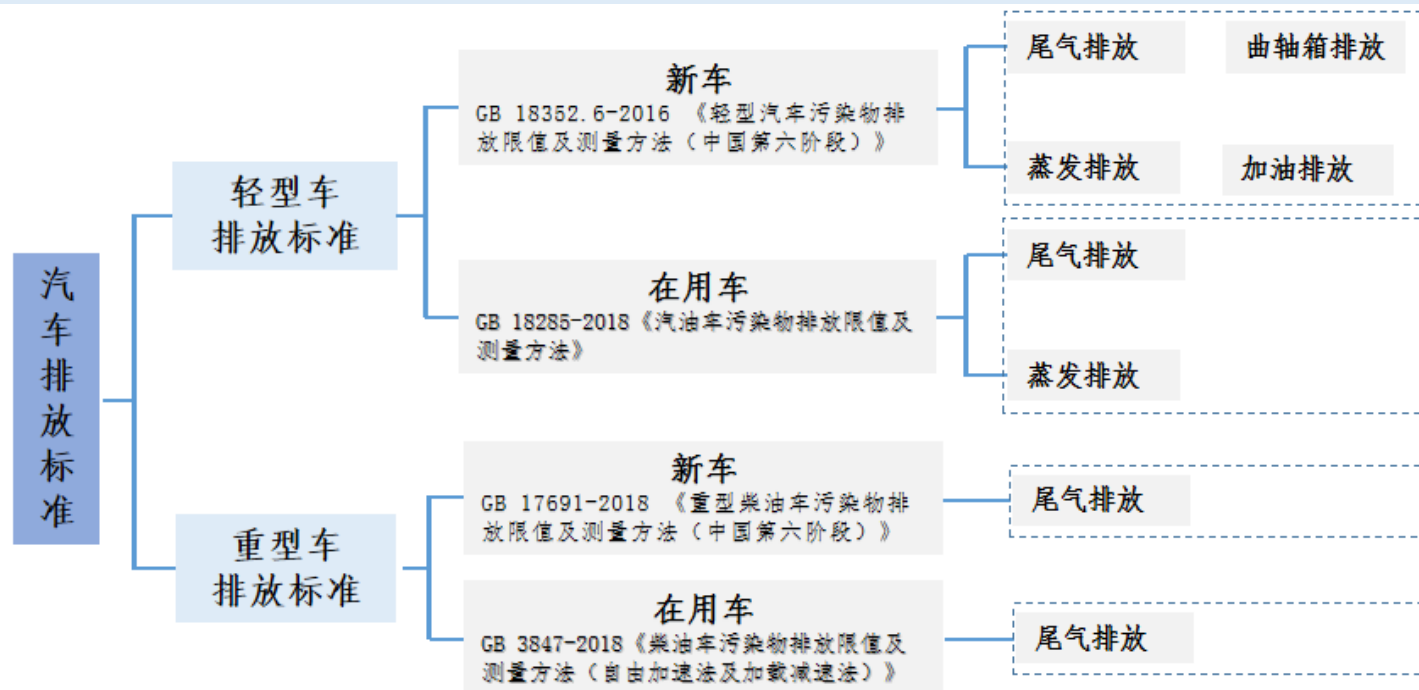 汽车排放标准
轻型车
排放标准
新车
GB 18352.6-2016 《轻型汽车污染物排
放限值及测量方法（中国第六阶段）》
尾气排放
曲轴箱排放
蒸发排放
加油排放
在用车
GB 18285-2018《汽油车污染物排放限值及
测量方法》
尾气排放
蒸发排放
重型车
排放标准
新车
GB 17691-2018 《重型柴油车污染物排
放限值及测量方法（中国第六阶段）》
尾气排放
在用车
GB 3847-2018《柴油车污染物排放限值及
测量方法（自由加速法及加载减速法）》
尾气排放